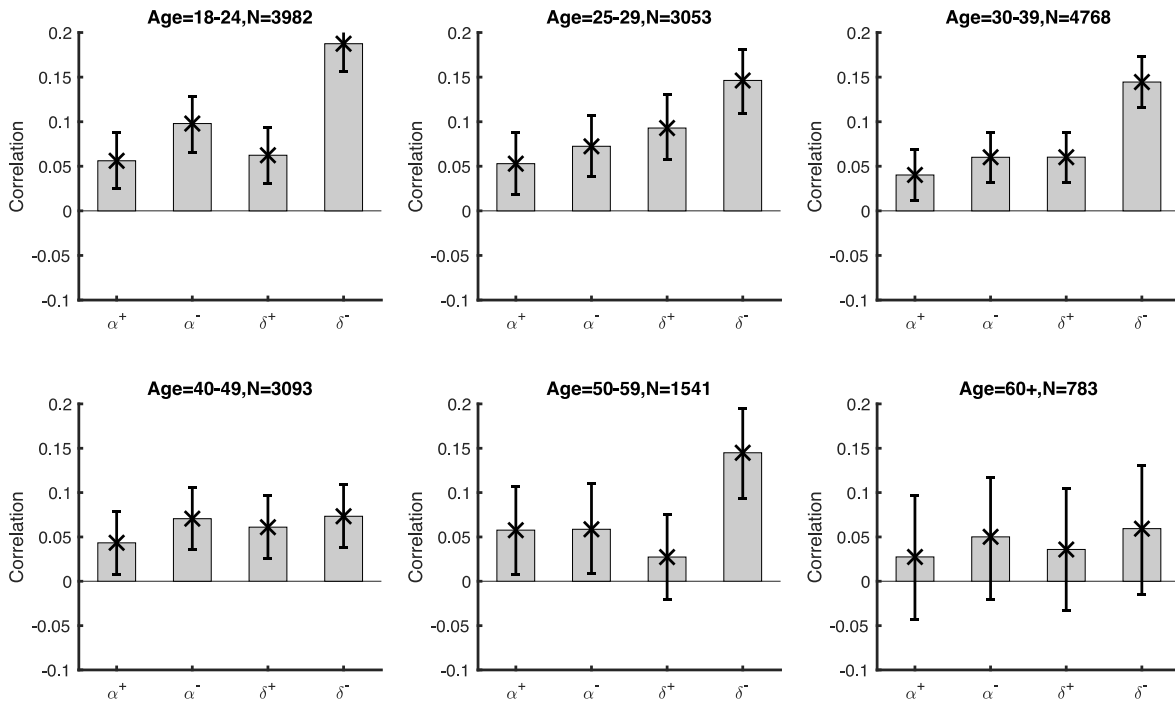 Age=18-24,N=3982
0.2
0.15
0.1
0.05
0
-0.05
-0.1
Correlation
α+ α- δ+ δ-
Age=25-29,N=3053
0.2
0.15
0.1
0.05
0
-0.05
-0.1
Correlation
α+ α- δ+ δ-
Age=30-39,N=4768
0.2
0.15
0.1
0.05
0
-0.05
-0.1
Correlation
α+ α- δ+ δ-
Age=40-49,N=3093
0.2
0.15
0.1
0.05
0
-0.05
-0.1
Correlation
α+ α- δ+ δ-
Age=50-59,N=1541
0.2
0.15
0.1
0.05
0
-0.05
-0.1
Correlation
α+ α- δ+ δ-
Age=60+,N=783
0.2
0.15
0.1
0.05
0
-0.05
-0.1
Correlation
α+ α- δ+ δ-